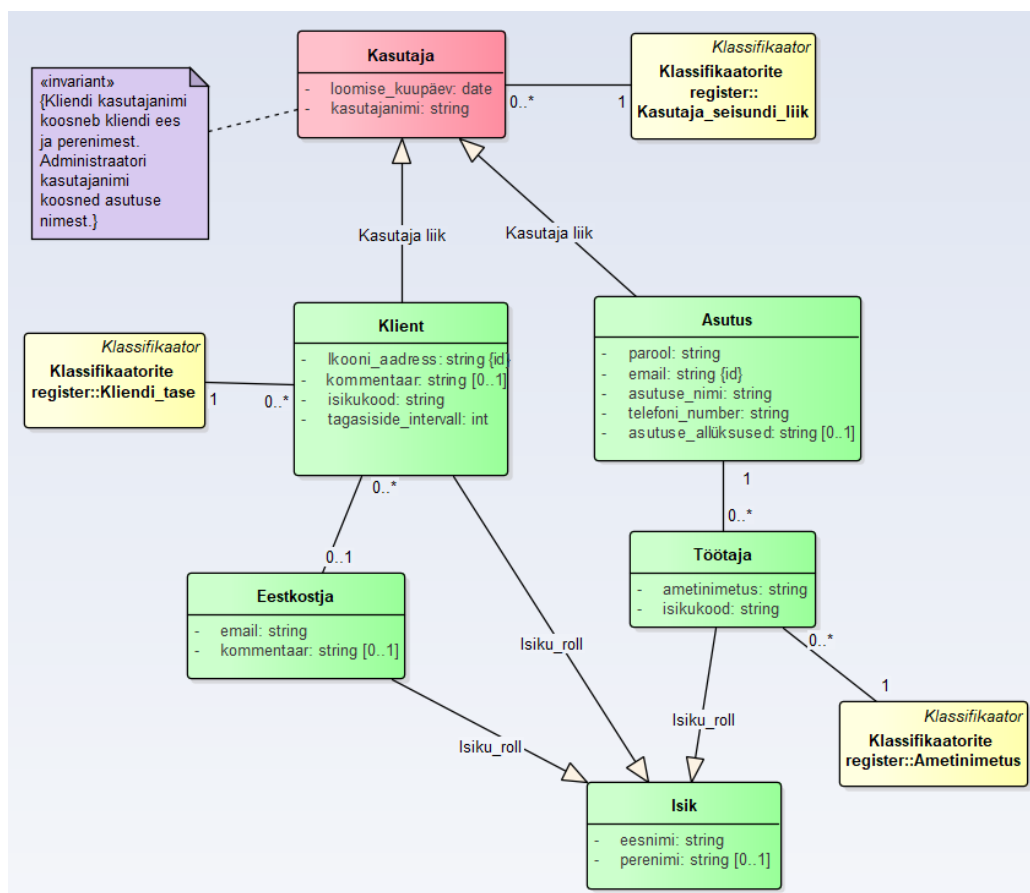 Kasutaja
- loomise_kuupäev: date
- kasutajanimi: string
Klassifikaator
Klassifikaatorite
register::
Kasutaja_seisundi_liik
0..*
1
«invariant»
{Kliendi kasutajanimi
koosneb kliendi ees
ja perenimest.
Administraatori
kasutajanimi
koosned asutuse
nimest.}
Kasutaja liik
Kasutaja liik
Klassifikaator
Klassifikaatorite
register::Kliendi_tase
1
0..*
Klient
- Ikooni_aadress: string {id}
- kommentaar: string [0..1]
- isikukood: string
- tagasiside_intervall: int
Asutus
- parool: string
- email: string {id}
- asutuse_nimi: string
- telefoni_number: string
- asutuse_allüksused: string [0..1]
0..*
0..1
1
0..*
Eestkostja
- email: string
- kommentaar: string [0..1]
Töötaja
- ametinimetus: string
- isikukood: string
Isiku_roll
0..*
1
Isiku_roll
Isiku_roll
Klassifikaator
Klassifikaatorite
register::Ametinimetus
Isik
- eesnimi: string
- perenimi: string [0..1]